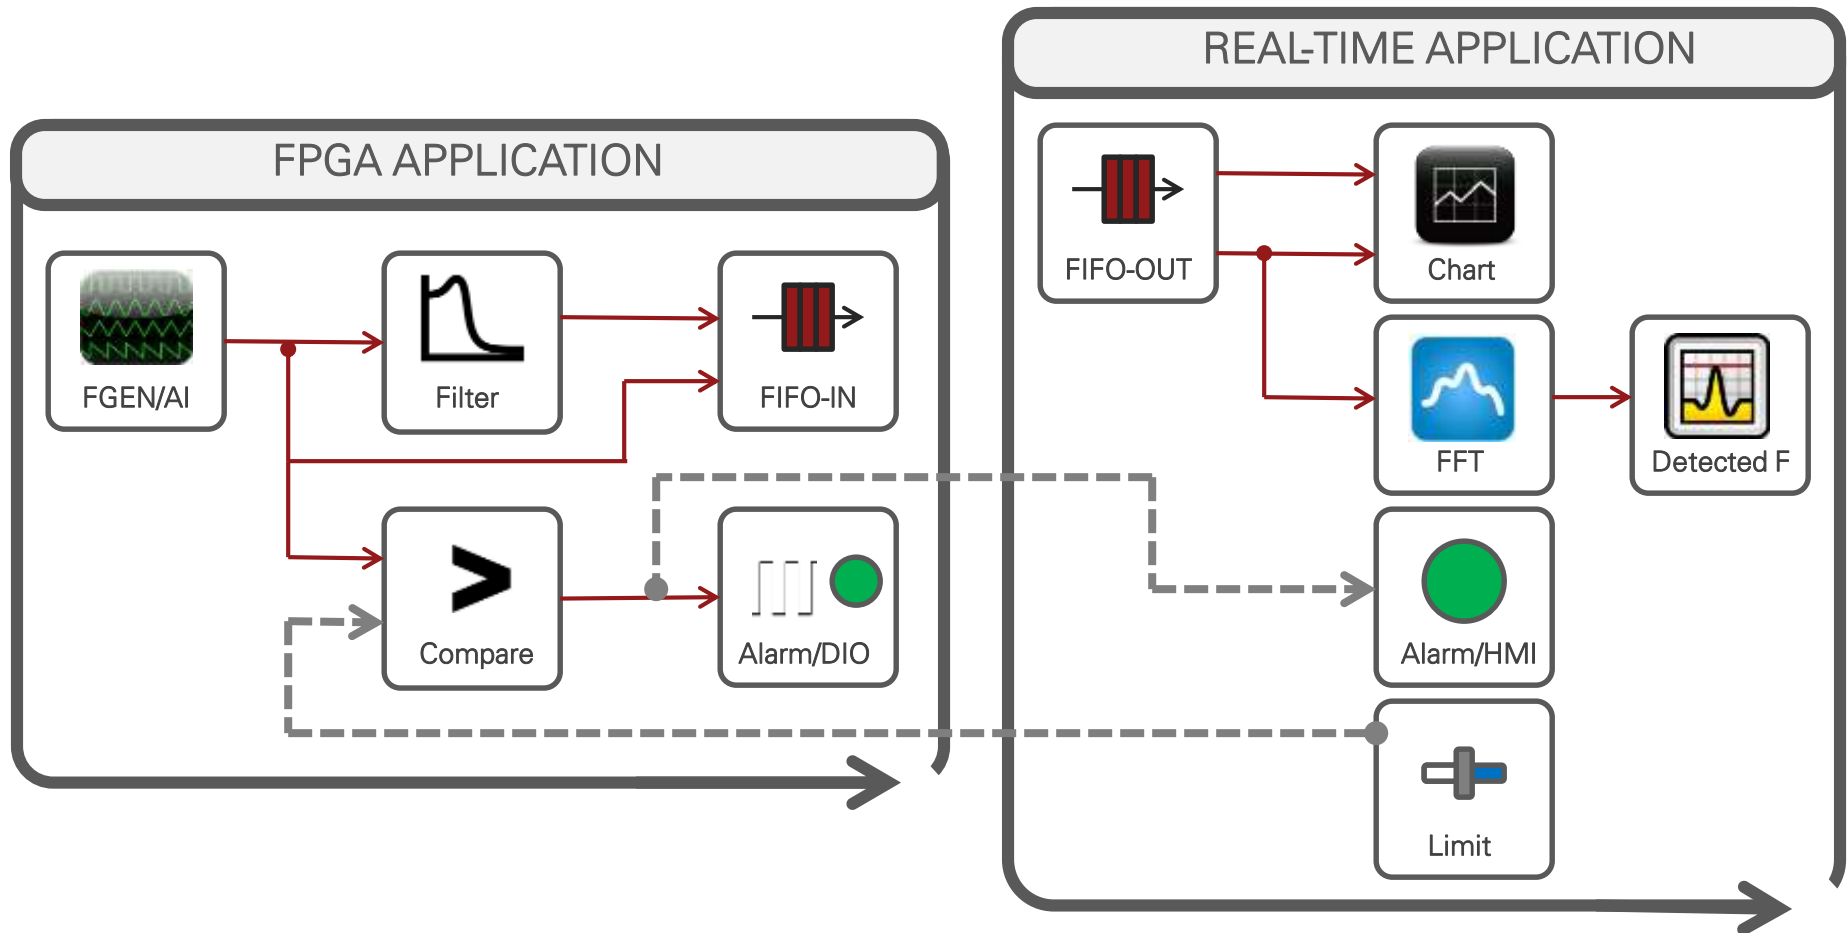 REAL-TIME APPLICATION
FPGA APPLICATION
FIFO-OUT
Chart
FGEN/AI
Filter
FIFO-IN
FFT
Detected F
Compare
Alarm/DIO
Alarm/HMI
Limit